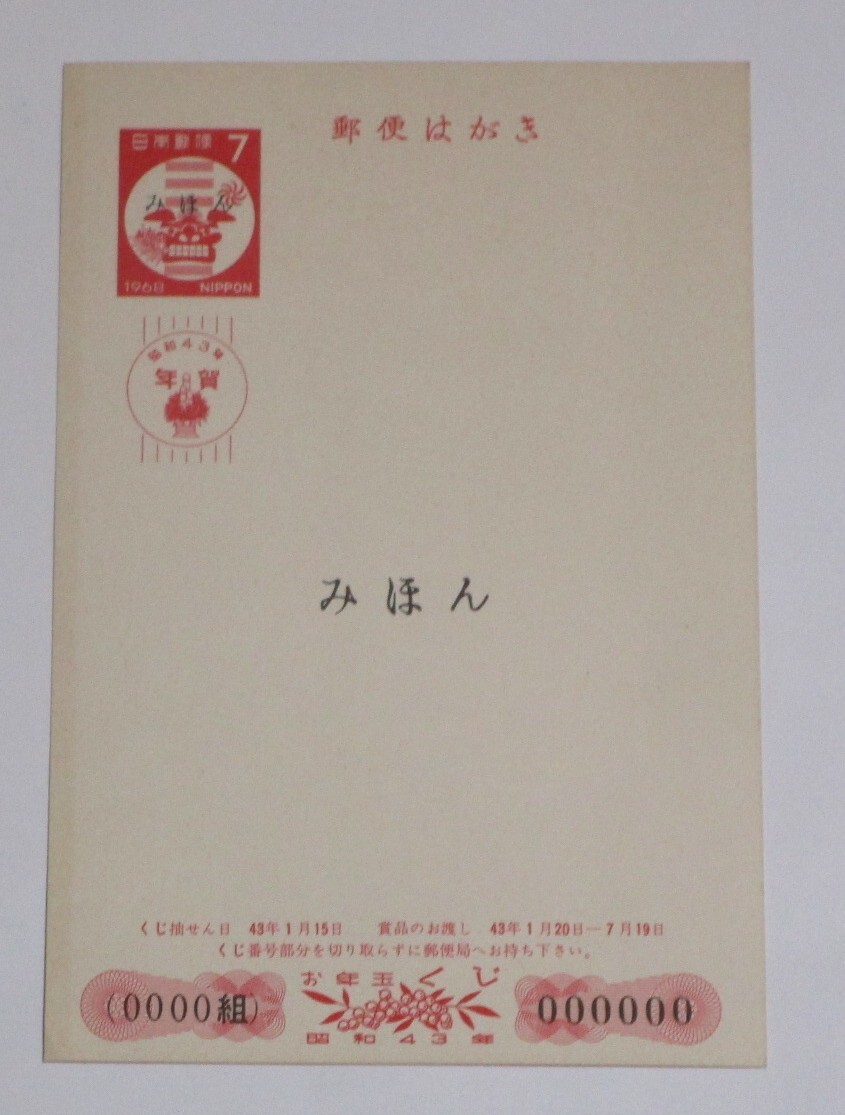 郵便はがき
日本郵便 7
みほん
1968 NIPPON
昭和43年
年賀
みほん
くじ抽せん日 43年1月15日 賞品のお渡し 43年1月20日―7月19日
くじ番号部分を切り取らずに郵便局へお持ち下さい。
お年玉くじ
(0000組)
000000
昭和43年